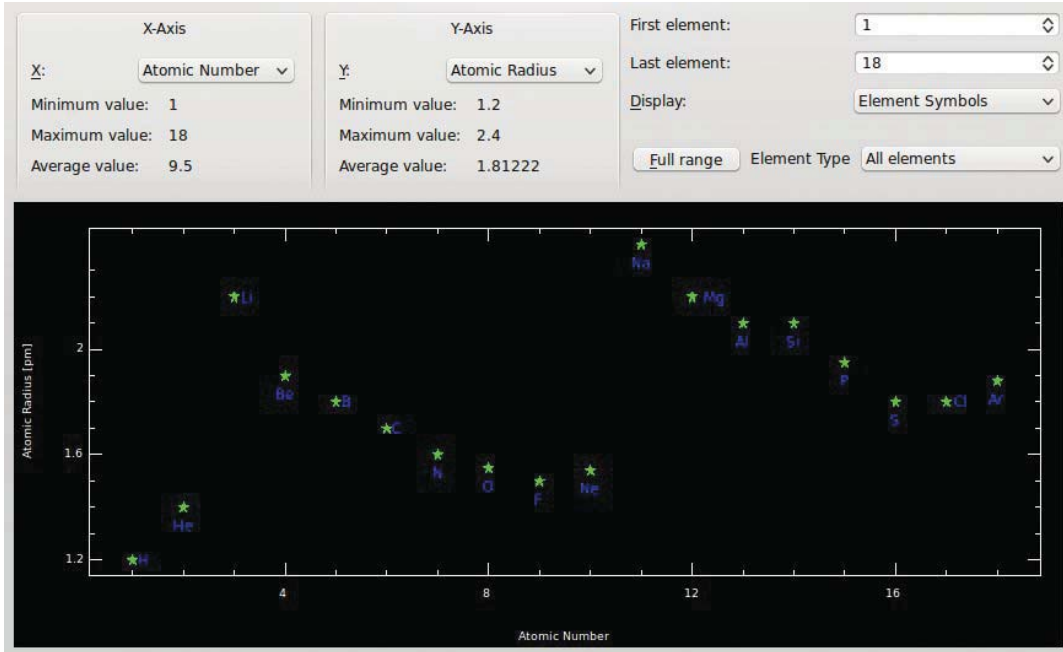 X-Axis
X: Atomic Number
Minimum value: 1
Maximum value: 18
Average value: 9.5
Y-Axis
Y: Atomic Radius
Minimum value: 1.2
Maximum value: 2.4
Average value: 1.81222
First element: 1
Last element: 18
Display: Element Symbols
Full range Element Type All elements
Atomic Radius [pm]
2
1.6
1.2
H
He
Li
Be
B
C
N
O
F
Ne
Na
Mg
Al
Si
P
S
Cl
Ar
4 8 12 16
Atomic Number